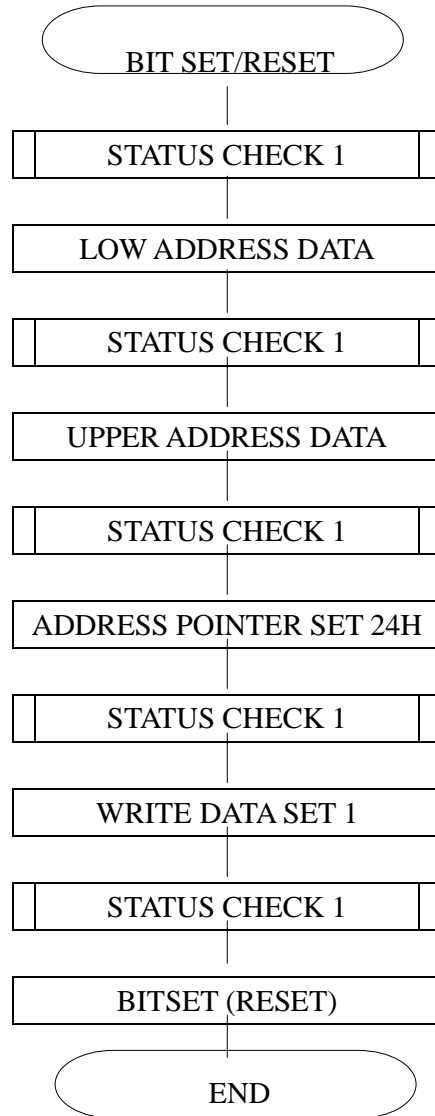 BIT SET/RESET
STATUS CHECK 1
LOW ADDRESS DATA
STATUS CHECK 1
UPPER ADDRESS DATA
STATUS CHECK 1
ADDRESS POINTER SET 24H
STATUS CHECK 1
WRITE DATA SET 1
STATUS CHECK 1
BITSET (RESET)
END